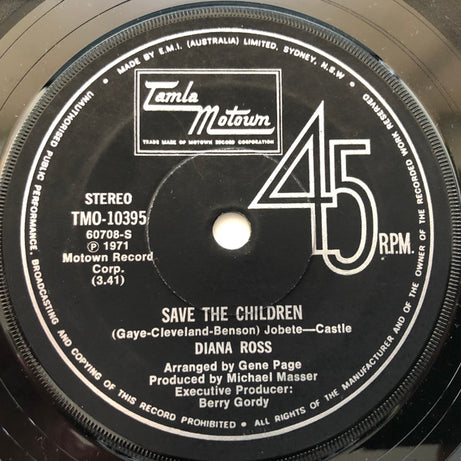 MADE BY E.M.I. (AUSTRALIA) LIMITED, SYDNEY, N.S.W. •
ALL RIGHTS OF THE MANUFACTURER AND OF THE OWNER OF THE RECORDED WORK RESERVED
UNAUTHORISED PUBLIC PERFORMANCE, BROADCASTING AND COPYING OF THIS RECORD PROHIBITED •
Tamla
Motown
TRADE MARK OF MOTOWN RECORD CORPORATION
45
R.P.M.
STEREO
TMO-10395
60708-S
Ⓟ 1971
Motown Record
Corp.
(3.41)
SAVE THE CHILDREN
(Gaye-Cleveland-Benson) Jobete—Castle
DIANA ROSS
Arranged by Gene Page
Produced by Michael Masser
Executive Producer:
Berry Gordy